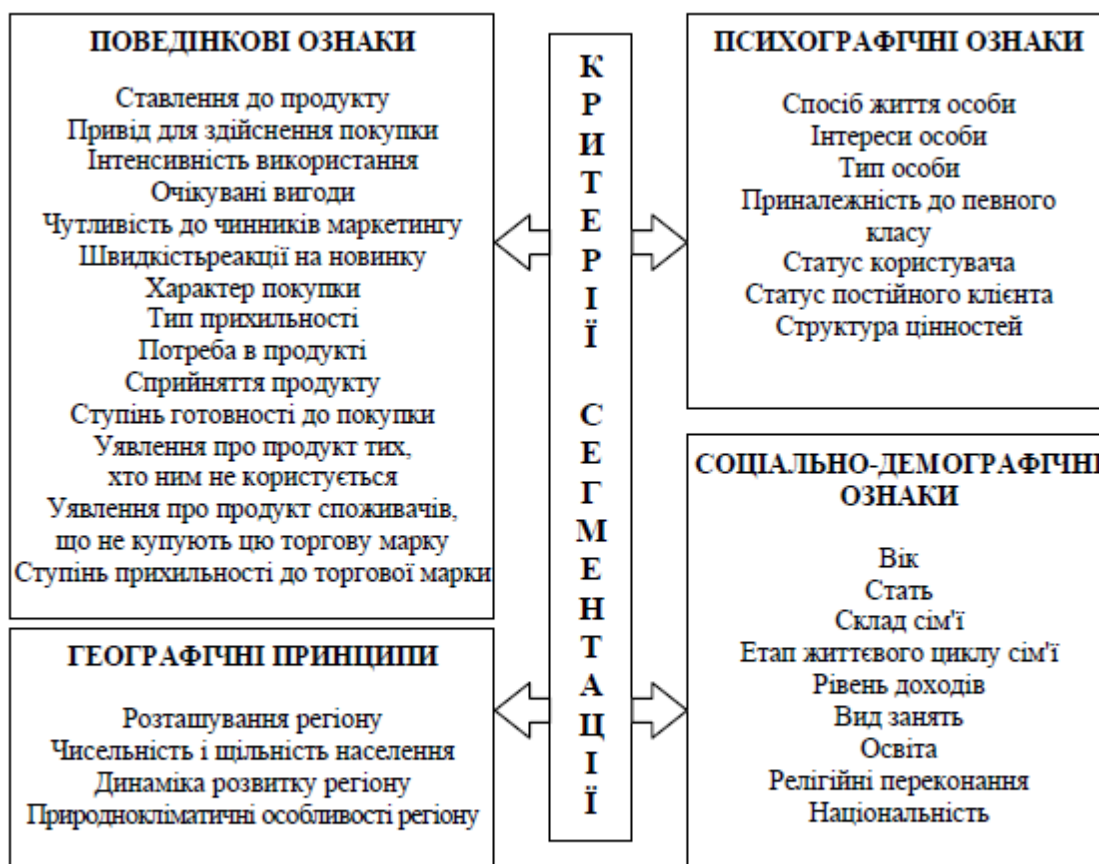 ПОВЕДІНКОВІ ОЗНАКИ
Ставлення до продукту
Привід для здійснення покупки
Інтенсивність використання
Очікувані вигоди
Чутливість до чинників маркетингу
Швидкістьреакції на новинку
Характер покупки
Тип прихильності
Потреба в продукті
Сприйняття продукту
Ступінь готовності до покупки
Уявлення про продукт тих,
хто ним не користується
Уявлення про продукт споживачів,
що не купують цю торгову марку
Ступінь прихильності до торгової марки
ГЕОГРАФІЧНІ ПРИНЦИПИ
Розташування регіону
Чисельність і щільність населення
Динаміка розвитку регіону
Природнокліматичні особливості регіону
КРИТЕРІЇ СЕГМЕНТАЦІЇ
ПСИХОГРАФІЧНІ ОЗНАКИ
Спосіб життя особи
Інтереси особи
Тип особи
Приналежність до певного
класу
Статус користувача
Статус постійного клієнта
Структура цінностей
СОЦІАЛЬНО-ДЕМОГРАФІЧНІ
ОЗНАКИ
Вік
Стать
Склад сім'ї
Етап життєвого циклу сім'ї
Рівень доходів
Вид занять
Освіта
Релігійні переконання
Національність